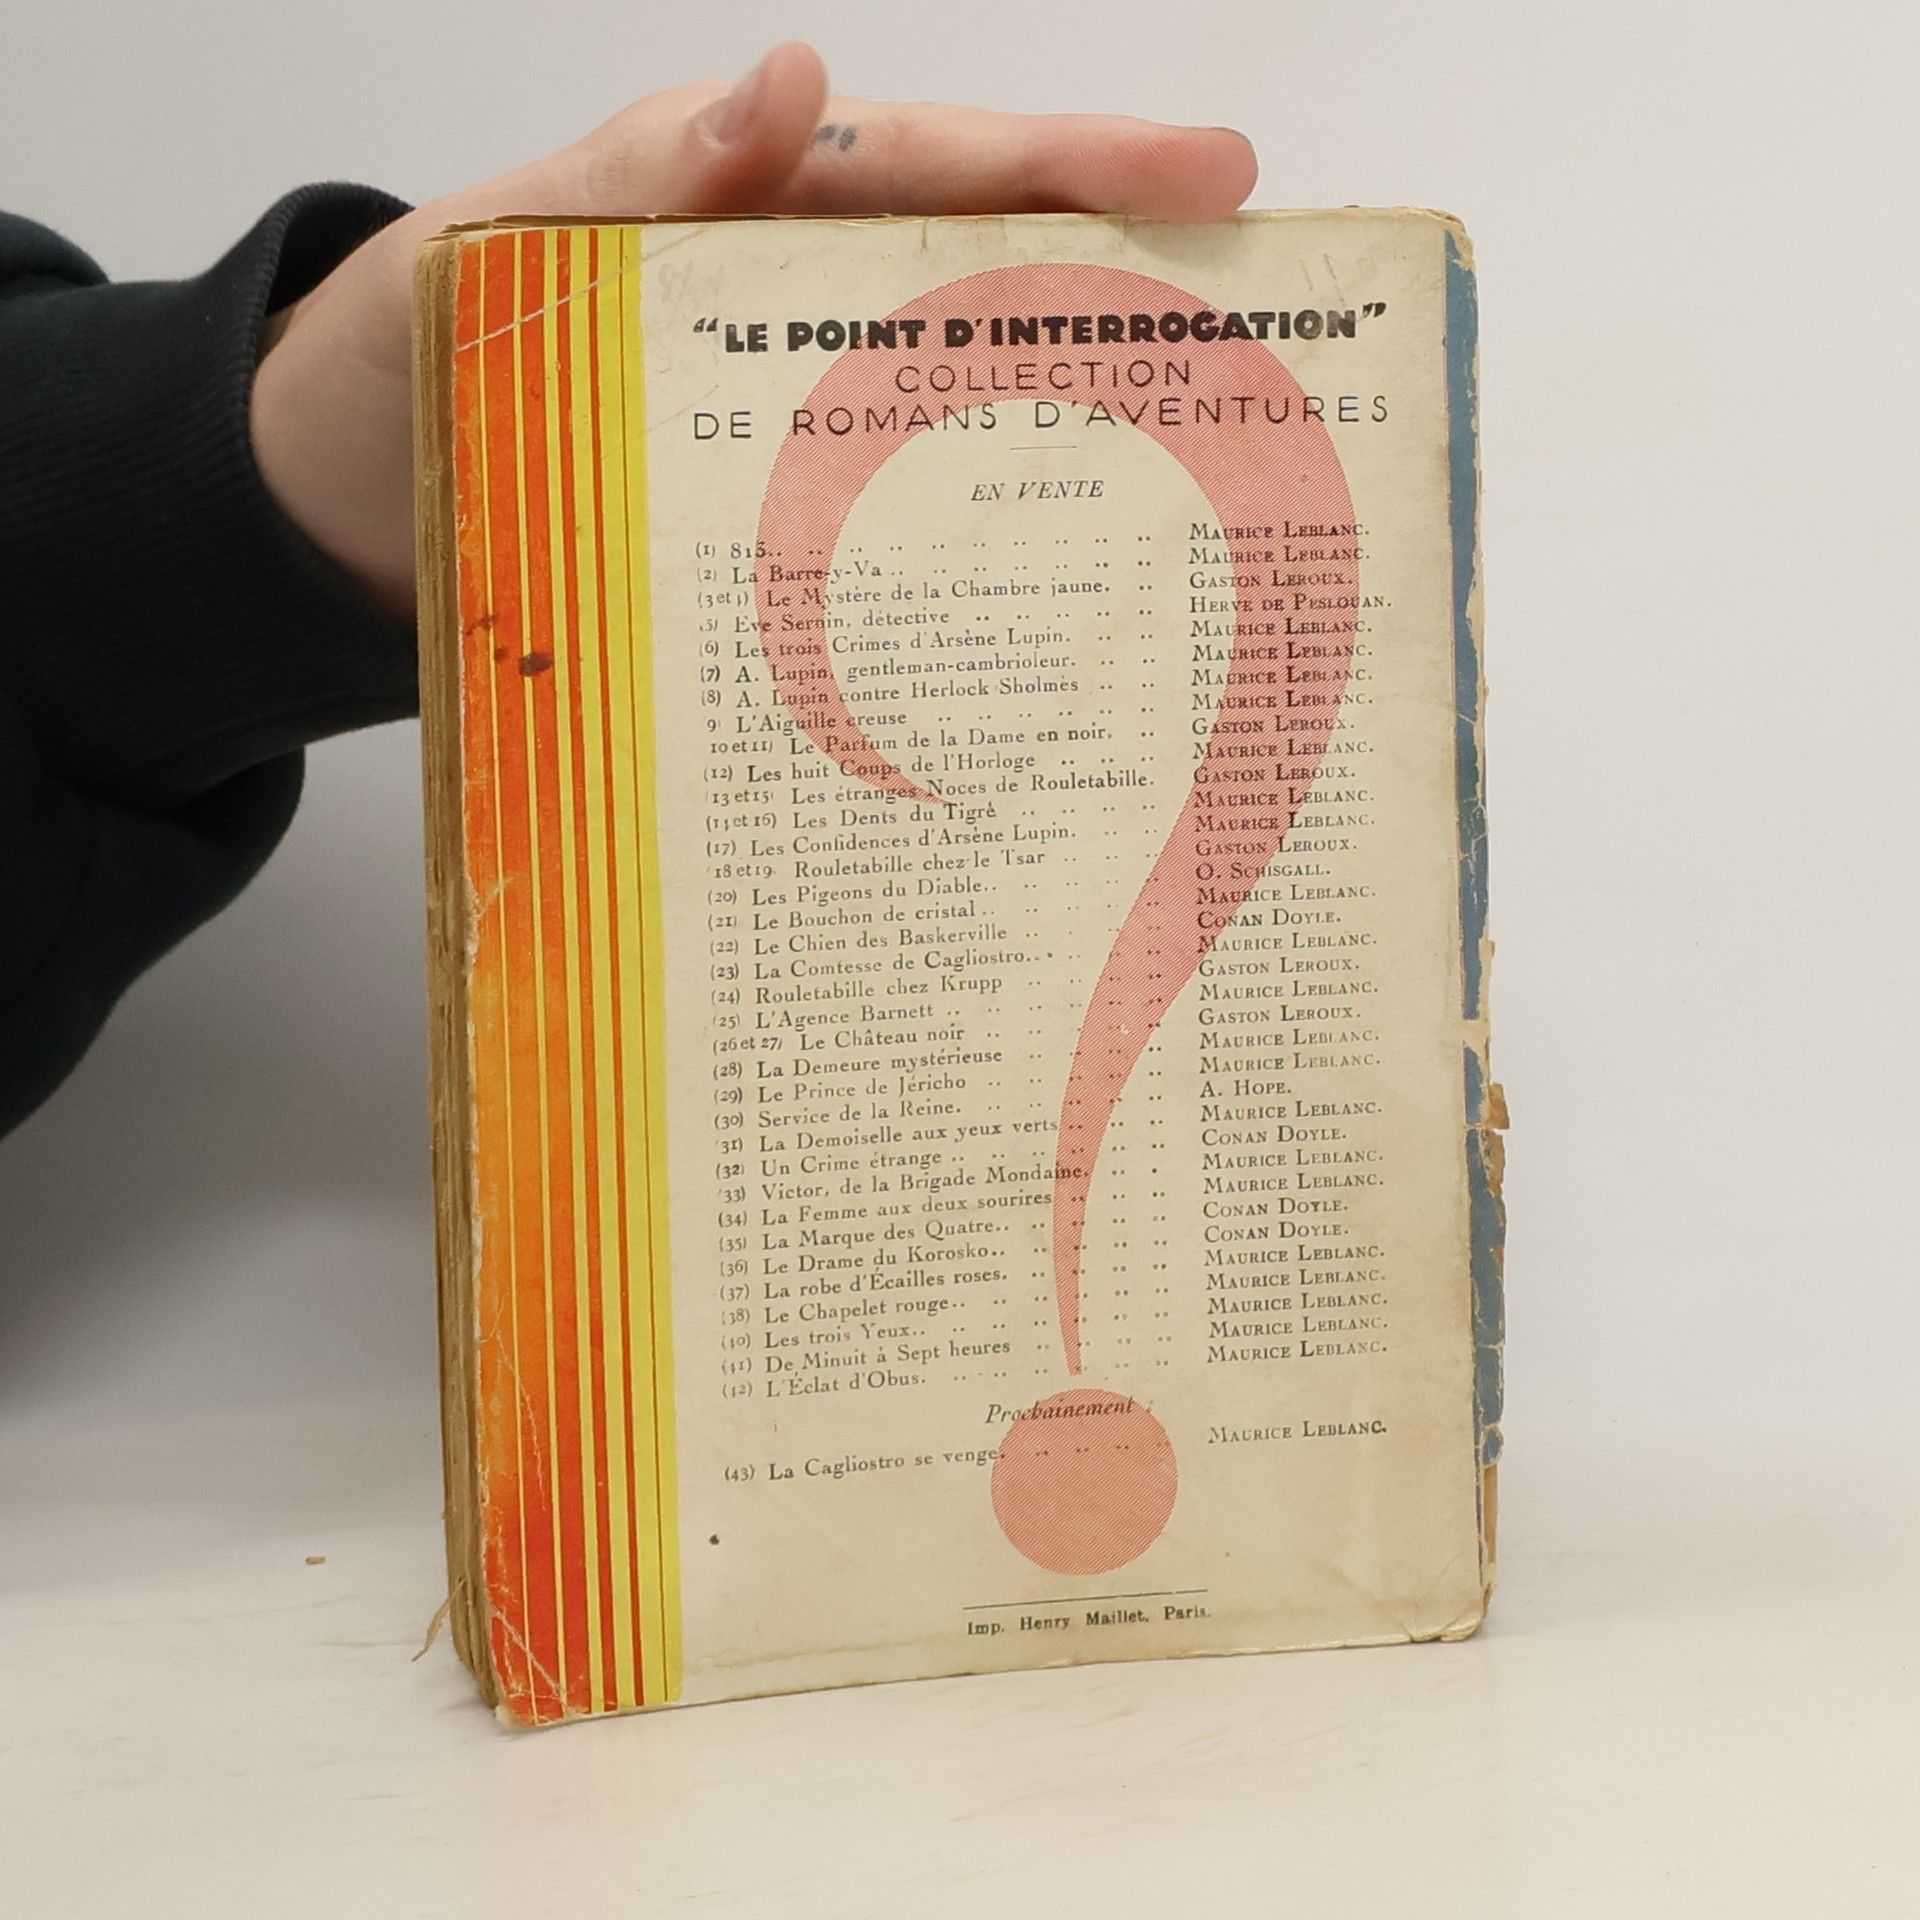 “LE POINT D'INTERROGATION”
COLLECTION
DE ROMANS D'AVENTURES
EN VENTE
(1) 813.. .. .. .. .. .. .. .. .. .. MAURICE LEBLANC.
(2) La Barre-y-Va .. .. .. .. .. .. .. MAURICE LEBLANC.
(3 et 4) Le Mystère de la Chambre jaune. .. GASTON LEROUX.
(5) Eve Sernin, détective .. .. .. .. .. HERVÉ DE PESLOUAN.
(6) Les trois Crimes d'Arsène Lupin. .. .. MAURICE LEBLANC.
(7) A. Lupin, gentleman-cambrioleur. .. .. MAURICE LEBLANC.
(8) A. Lupin contre Herlock Sholmès .. .. MAURICE LEBLANC.
9) L'Aiguille creuse .. .. .. .. .. .. MAURICE LEBLANC.
10 et 11) Le Parfum de la Dame en noir. .. GASTON LEROUX.
(12) Les huit Coups de l'Horloge .. .. .. MAURICE LEBLANC.
(13 et 15) Les étranges Noces de Rouletabille. GASTON LEROUX.
(14 et 16) Les Dents du Tigre .. .. .. .. MAURICE LEBLANC.
(17) Les Confidences d'Arsène Lupin. .. .. MAURICE LEBLANC.
(18 et 19) Rouletabille chez le Tsar .. .. .. GASTON LEROUX.
(20) Les Pigeons du Diable.. .. .. .. .. O. SCHISGALL.
(21) Le Bouchon de cristal .. .. .. .. .. MAURICE LEBLANC.
(22) Le Chien des Baskerville .. .. .. .. CONAN DOYLE.
(23) La Comtesse de Cagliostro.. .. .. .. MAURICE LEBLANC.
(24) Rouletabille chez Krupp .. .. .. .. GASTON LEROUX.
(25) L'Agence Barnett .. .. .. .. .. .. MAURICE LEBLANC.
(26 et 27) Le Château noir .. .. .. .. .. GASTON LEROUX.
(28) La Demeure mystérieuse .. .. .. .. MAURICE LEBLANC.
(29) Le Prince de Jéricho .. .. .. .. .. MAURICE LEBLANC.
(30) Service de la Reine. .. .. .. .. .. A. HOPE.
(31) La Demoiselle aux yeux verts .. .. .. MAURICE LEBLANC.
(32) Un Crime étrange .. .. .. .. .. .. CONAN DOYLE.
(33) Victor, de la Brigade Mondaine. .. .. MAURICE LEBLANC.
(34) La Femme aux deux sourires .. .. .. MAURICE LEBLANC.
(35) La Marque des Quatre.. .. .. .. .. CONAN DOYLE.
(36) Le Drame du Korosko.. .. .. .. .. CONAN DOYLE.
(37) La robe d'Écailles roses. .. .. .. .. MAURICE LEBLANC.
(38) Le Chapelet rouge.. .. .. .. .. .. MAURICE LEBLANC.
(40) Les trois Yeux.. .. .. .. .. .. .. MAURICE LEBLANC.
(41) De Minuit à Sept heures .. .. .. .. MAURICE LEBLANC.
(42) L'Éclat d'Obus. .. .. .. .. .. .. MAURICE LEBLANC.
Prochainement :
(43) La Cagliostro se venge. .. .. .. .. MAURICE LEBLANC.
Imp. Henry Maillet, Paris.